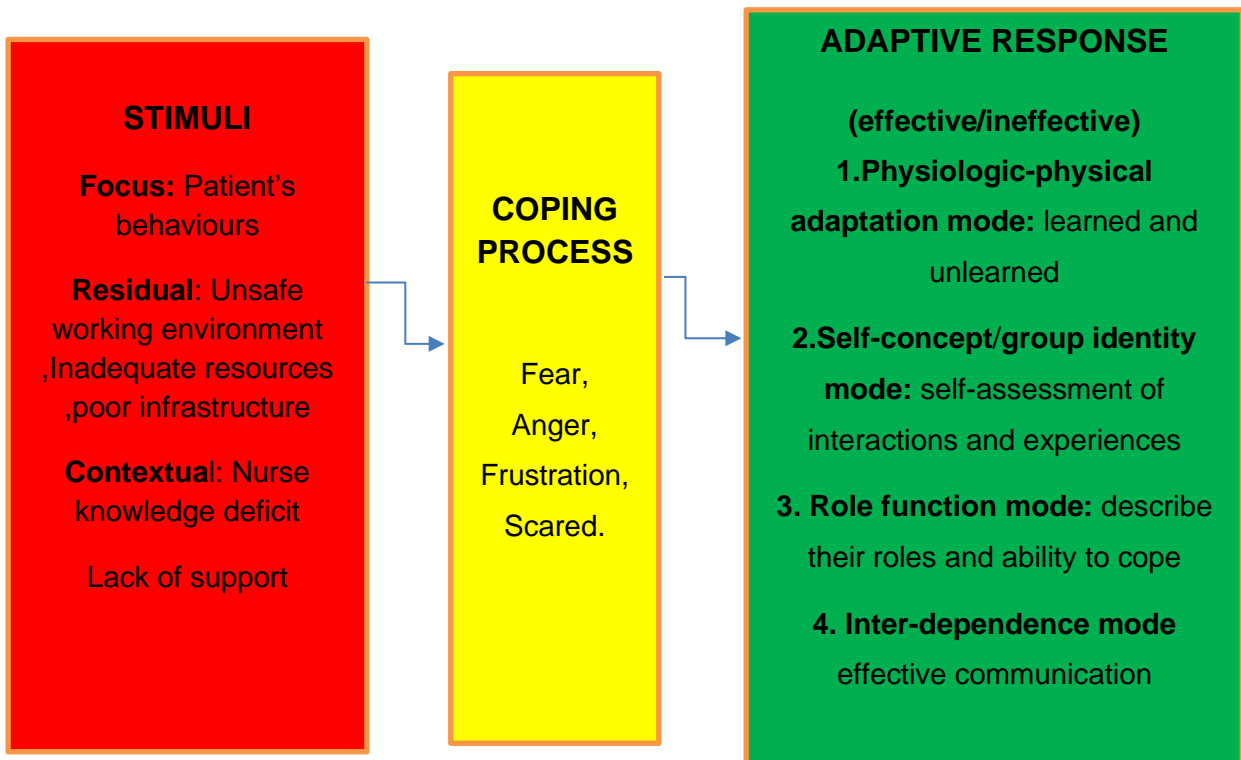 STIMULI
Focus: Patient’s
behaviours
Residual: Unsafe
working environment
,Inadequate resources
,poor infrastructure
Contextual: Nurse
knowledge deficit
Lack of support
COPING
PROCESS
Fear,
Anger,
Frustration,
Scared.
ADAPTIVE RESPONSE
(effective/ineffective)
1.Physiologic-physical
adaptation mode: learned and
unlearned
2.Self-concept/group identity
mode: self-assessment of
interactions and experiences
3. Role function mode: describe
their roles and ability to cope
4. Inter-dependence mode
effective communication